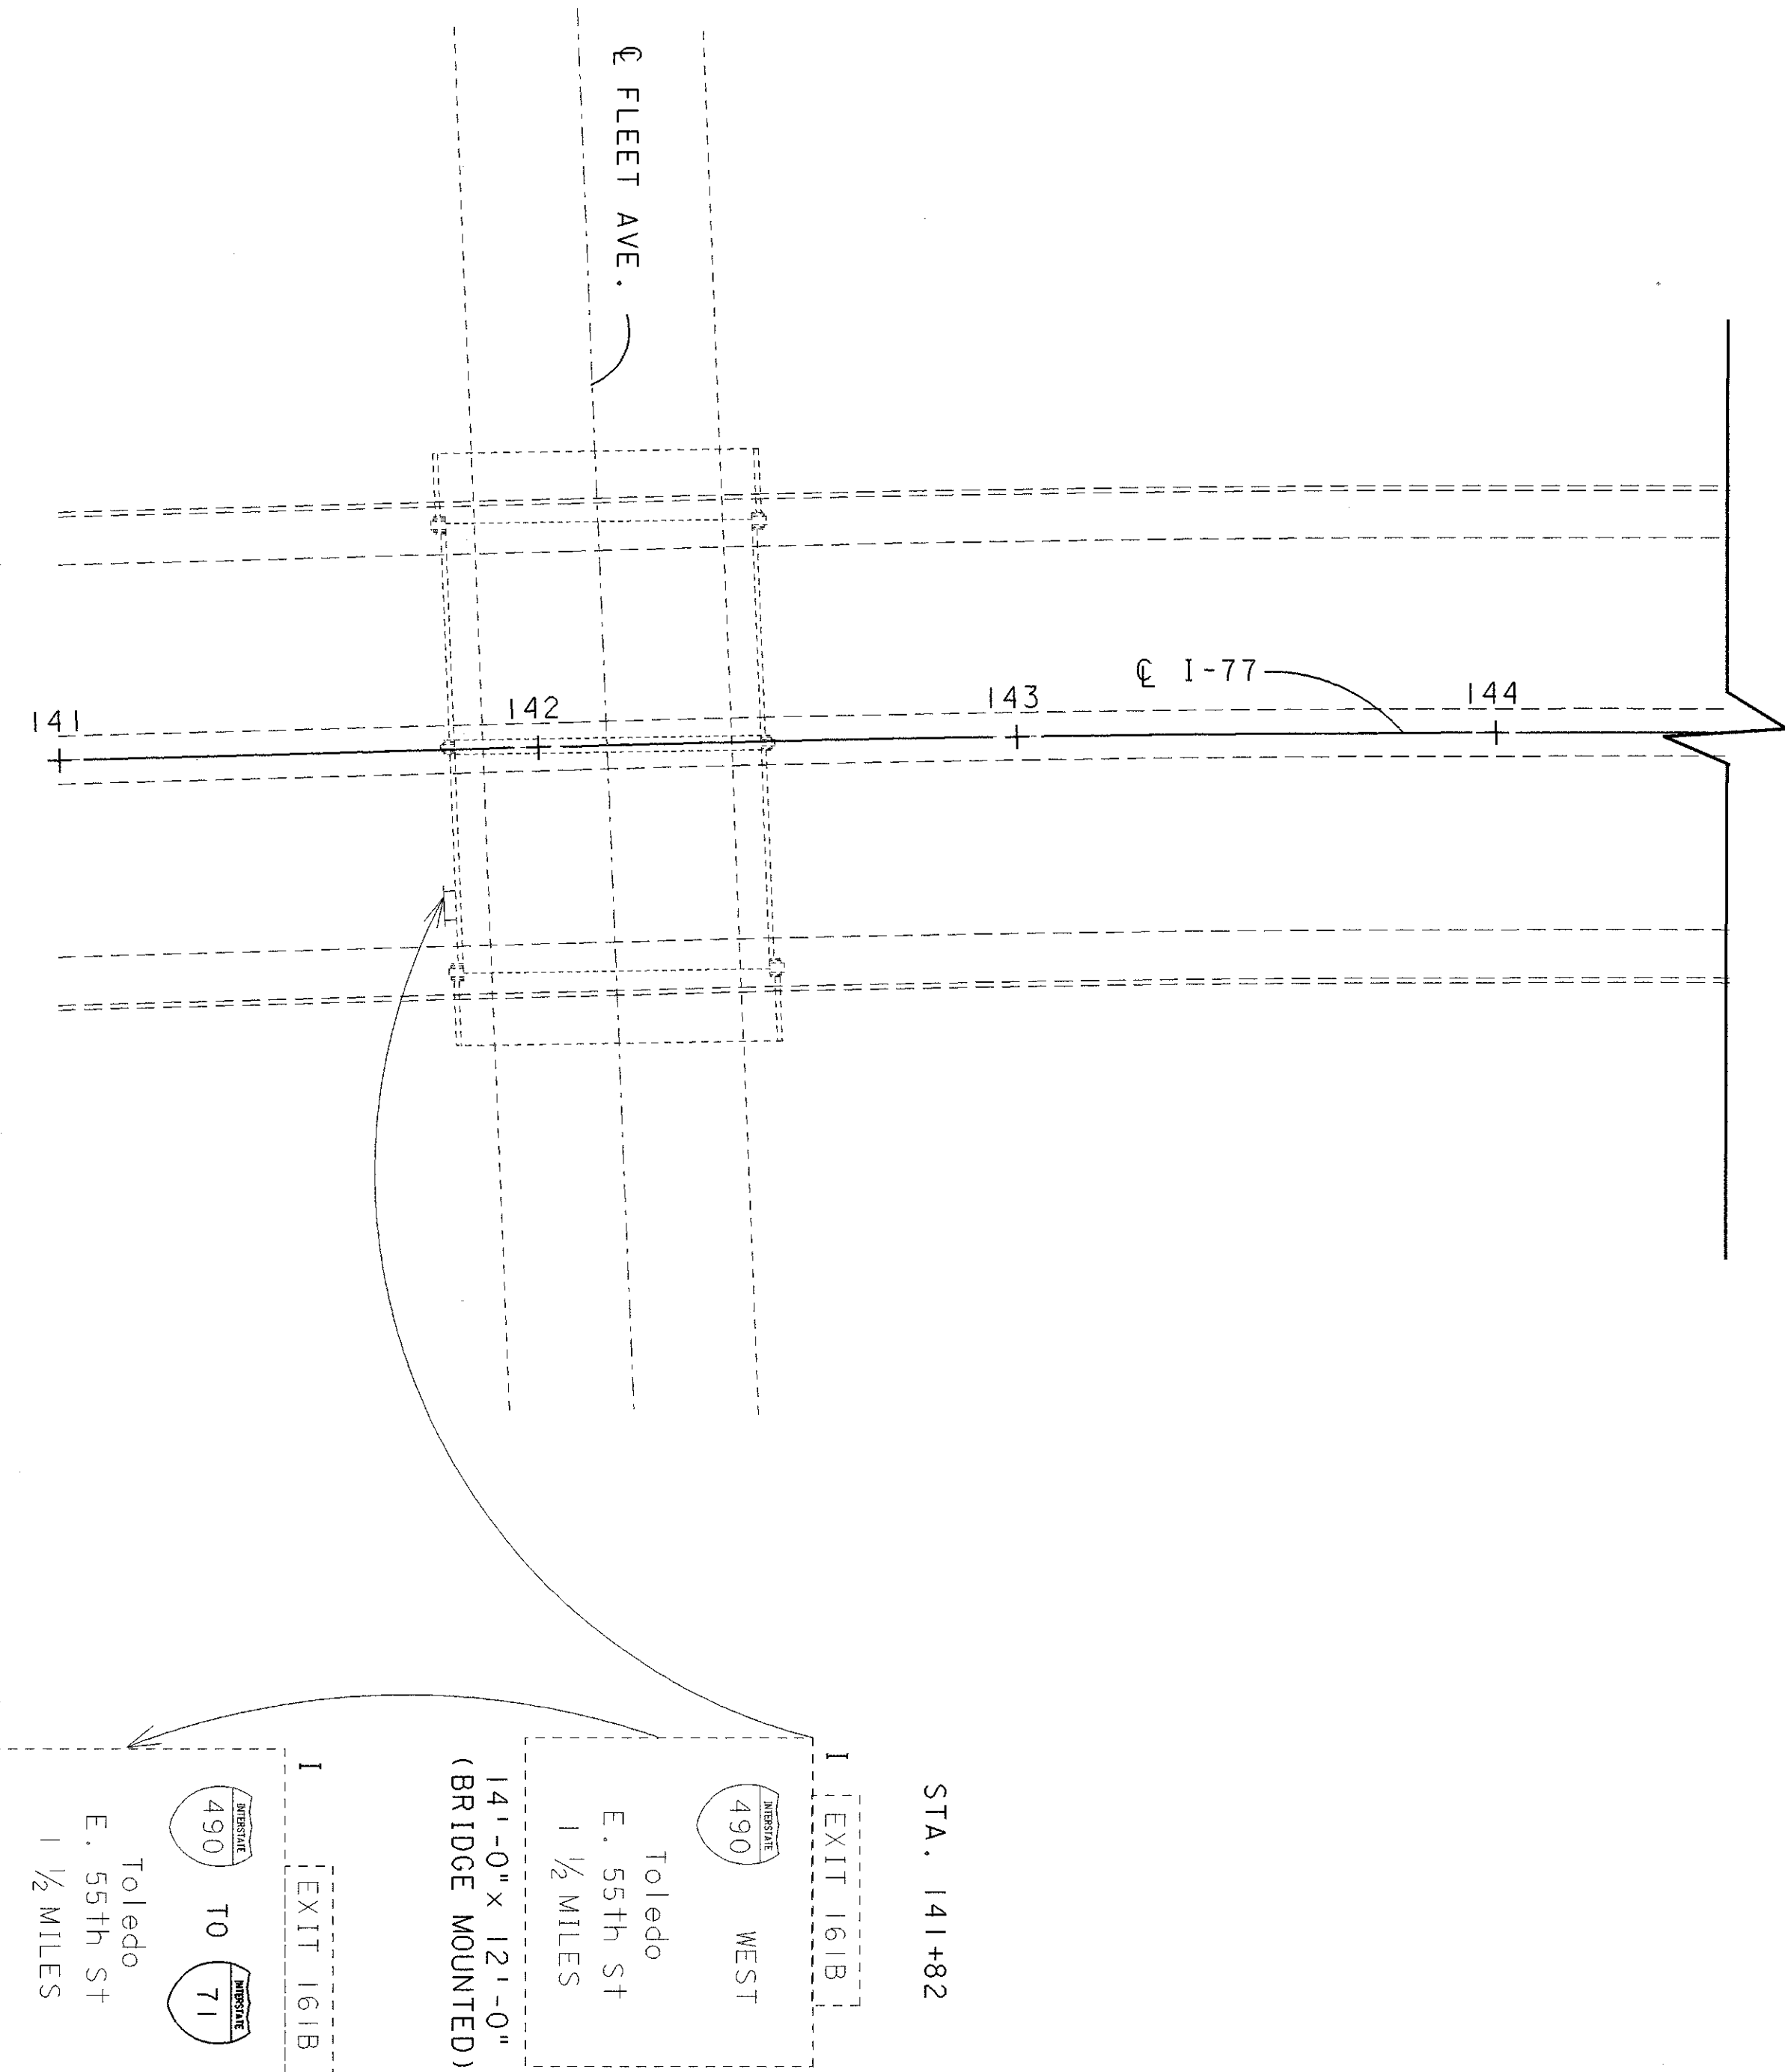 ℄ FLEET AVE.
141
142
143
℄ I-77
144
STA. 141+82
I
EXIT 161B
INTERSTATE
490 WEST
Toledo
E. 55th St
1 ½ MILES
14'-0" x 12'-0"
(BRIDGE MOUNTED)
I
EXIT 161B
INTERSTATE INTERSTATE
490 TO 71
Toledo
E. 55th St
1 ½ MILES